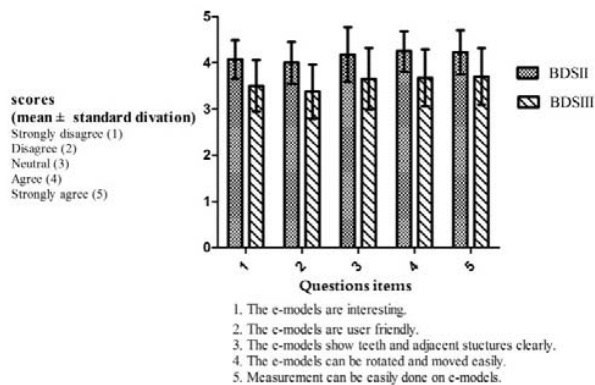 5
4
3
2
1
0
scores
(mean ± standard divation)
Strongly disagree (1)
Disagree (2)
Neutral (3)
Agree (4)
Strongly agree (5)
BDSII
BDSIII
1 2 3 4 5
Questions items
1. The e-models are interesting.
2. The e-models are user friendly.
3. The e-models show teeth and adjacent stuctures clearly.
4. The e-models can be rotated and moved easily.
5. Measurement can be easily done on e-models.